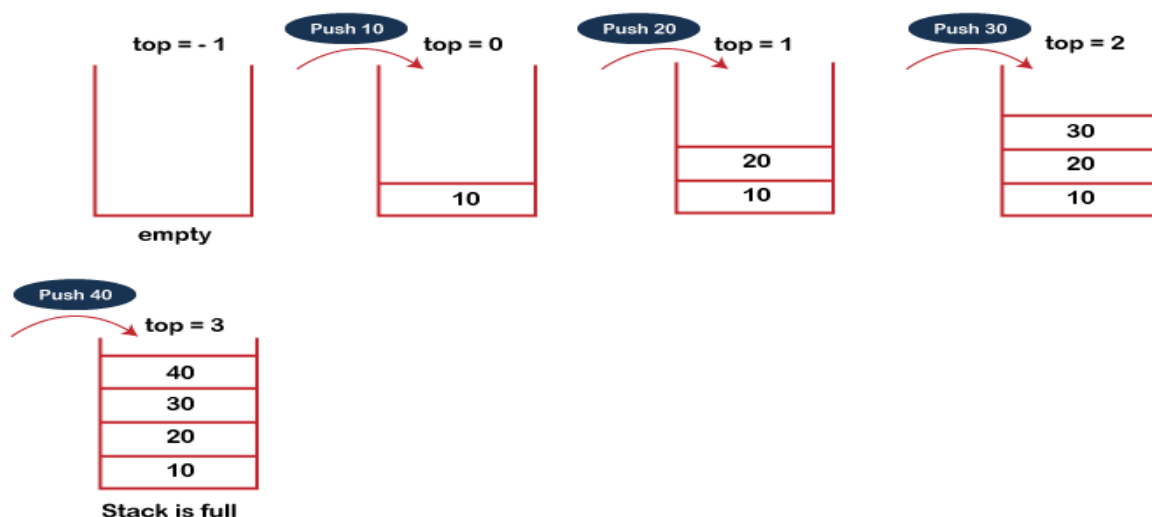 Push 10
Push 20
Push 30
top = - 1
top = 0
top = 1
top = 2
10
20
10
30
20
10
empty
Push 40
top = 3
40
30
20
10
Stack is full